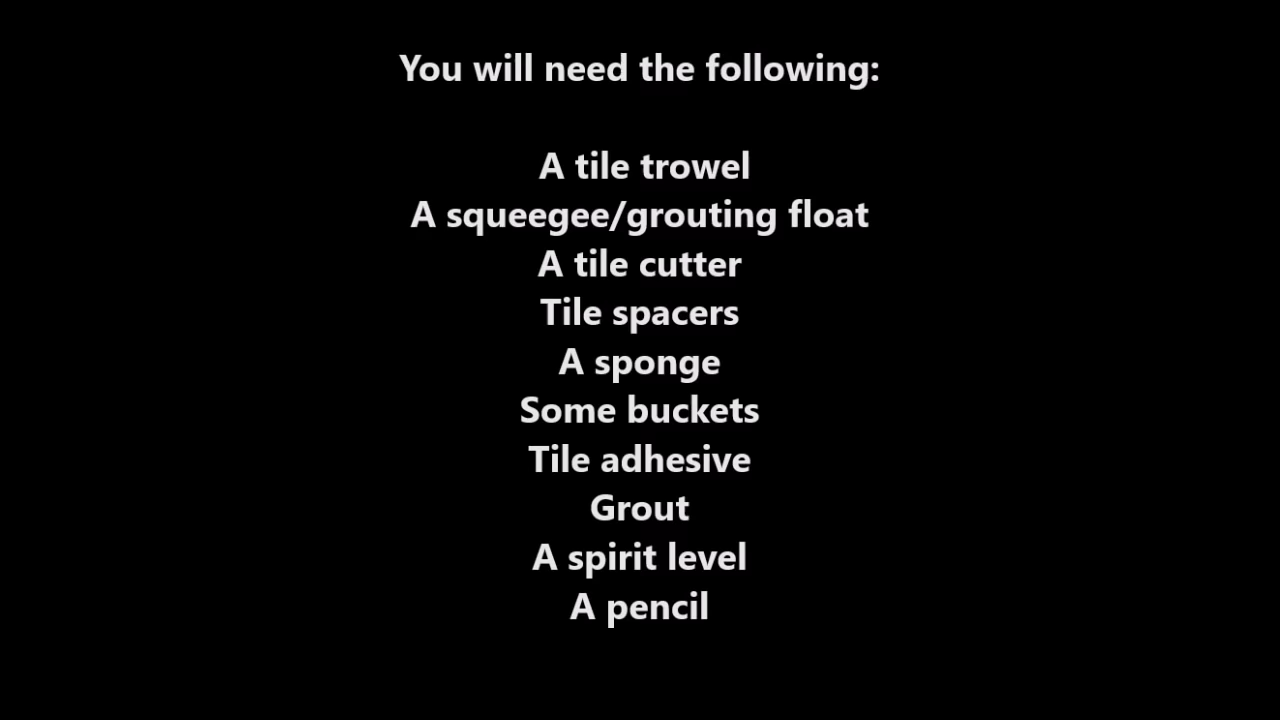 You will need the following:
A tile trowel
A squeegee/grouting float
A tile cutter
Tile spacers
A sponge
Some buckets
Tile adhesive
Grout
A spirit level
A pencil